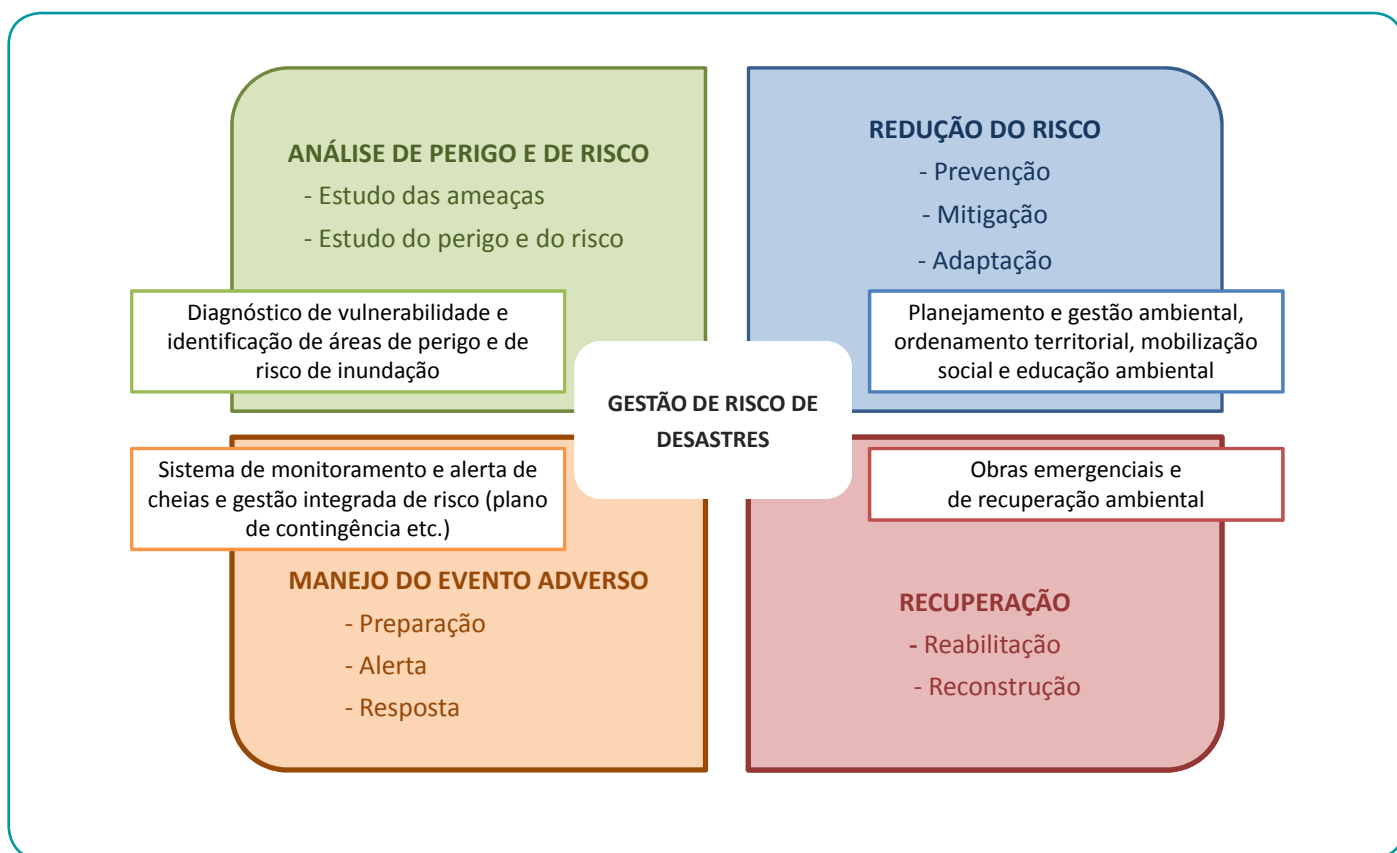 ANÁLISE DE PERIGO E DE RISCO
- Estudo das ameaças
- Estudo do perigo e do risco
Diagnóstico de vulnerabilidade e
identificação de áreas de perigo e de
risco de inundação
REDUÇÃO DO RISCO
- Prevenção
- Mitigação
- Adaptação
Planejamento e gestão ambiental,
ordenamento territorial, mobilização
social e educação ambiental
GESTÃO DE RISCO DE
DESASTRES
Sistema de monitoramento e alerta de
cheias e gestão integrada de risco (plano
de contingência etc.)
MANEJO DO EVENTO ADVERSO
- Preparação
- Alerta
- Resposta
Obras emergenciais e
de recuperação ambiental
RECUPERAÇÃO
- Reabilitação
- Reconstrução